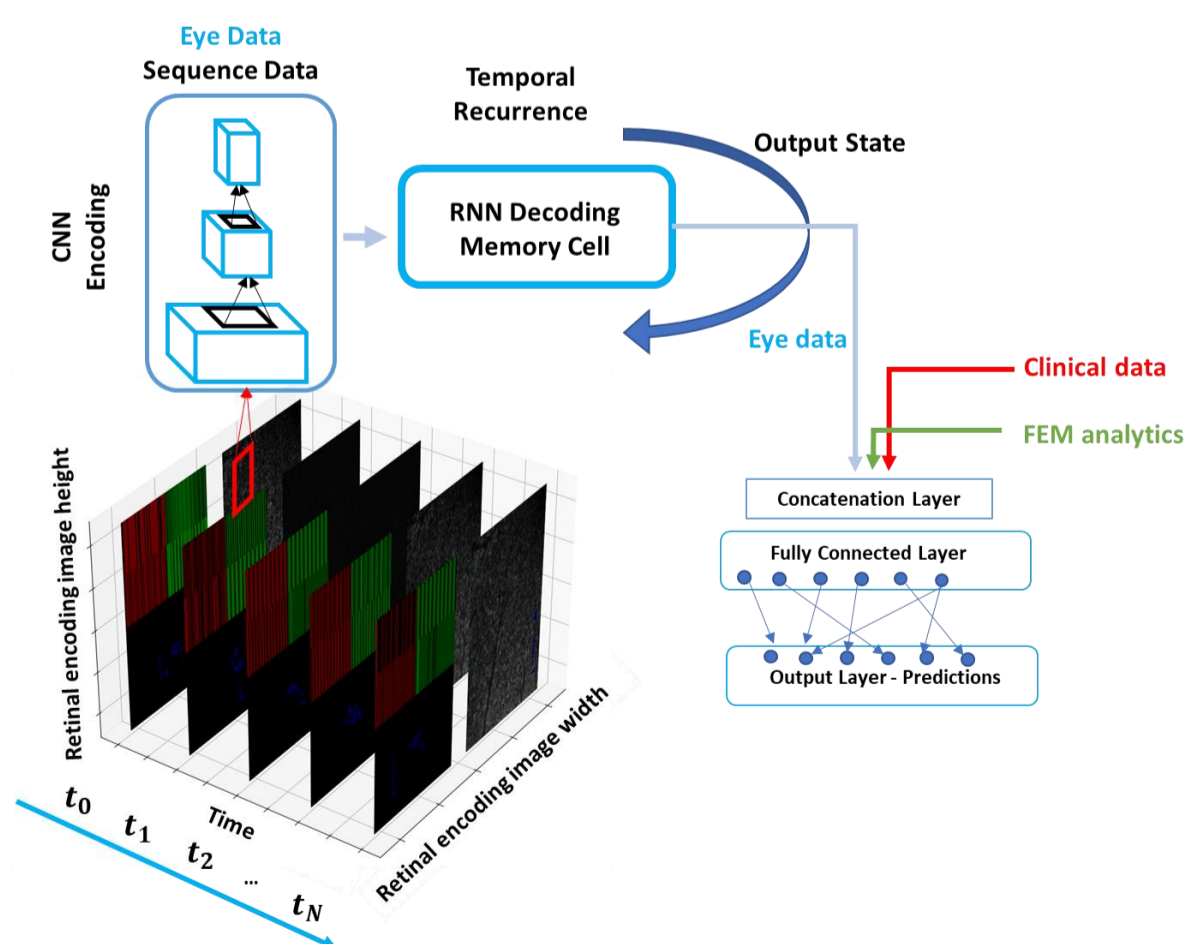 Eye Data
Sequence Data
CNN
Encoding
Temporal
Recurrence
RNN Decoding
Memory Cell
Output State
Eye data
Clinical data
FEM analytics
Concatenation Layer
Fully Connected Layer
Output Layer - Predictions
Retinal encoding image height
Retinal encoding image width
Time
t0
t1
t2
...
tN